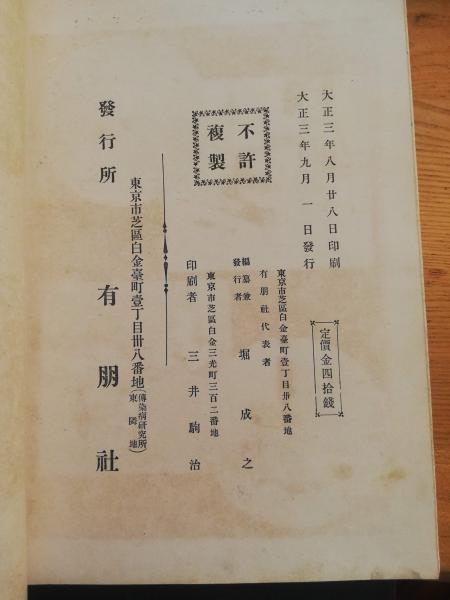 大正三年八月廿八日印刷
大正三年九月一日發行
定價金四拾錢
不許
複製
東京市芝區白金臺町壹丁目卅八番地
有朋社代表者
編纂兼
發行者
堀成之
東京市芝區白金三光町三百二番地
印刷者 三井駒治
東京市芝區白金臺町壹丁目卅八番地(傳染病研究所東隣地)
發行所 有朋社